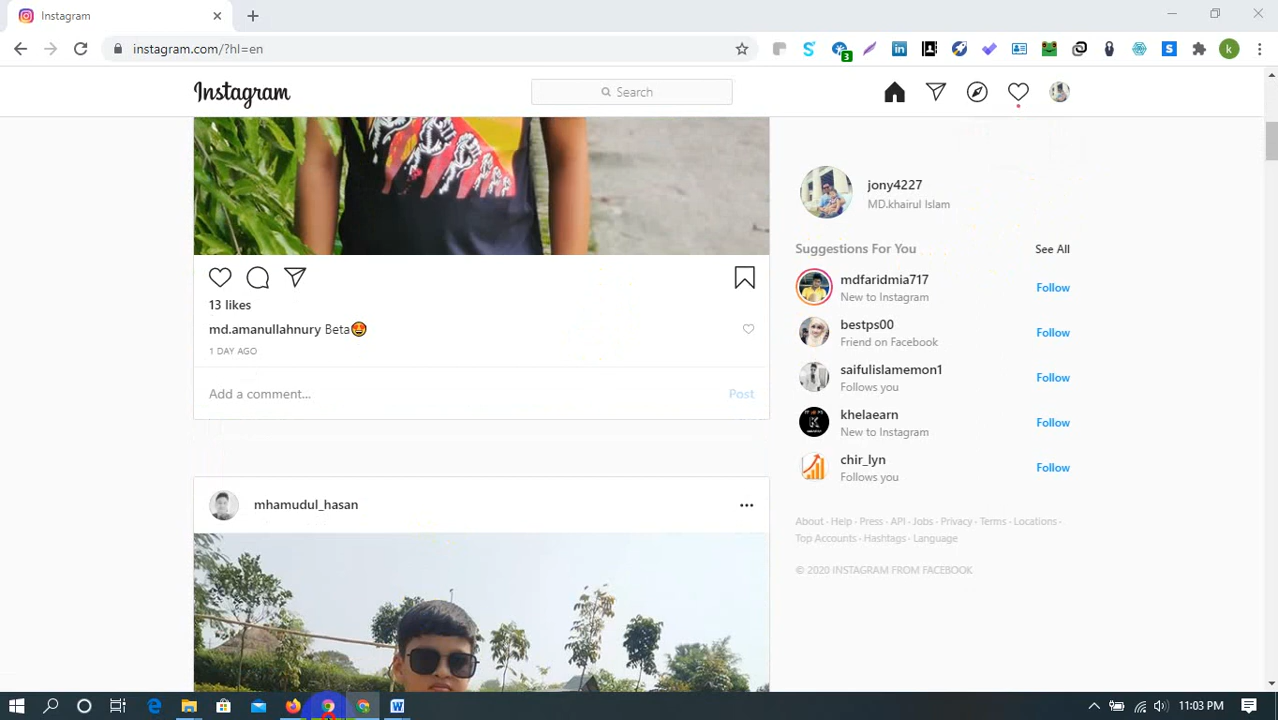 Instagram
instagram.com/?hl=en
3
k
Instagram
Search
jony4227
MD.khairul Islam
Suggestions For You
See All
mdfaridmia717
New to Instagram
Follow
bestps00
Friend on Facebook
Follow
saifulislamemon1
Follows you
Follow
khelaearn
New to Instagram
Follow
chir_lyn
Follows you
Follow
About · Help · Press · API · Jobs · Privacy · Terms · Locations ·
Top Accounts · Hashtags · Language
© 2020 INSTAGRAM FROM FACEBOOK
13 likes
md.amanullahnury Beta🤩
1 DAY AGO
Add a comment...
Post
mhamudul_hasan
11:03 PM